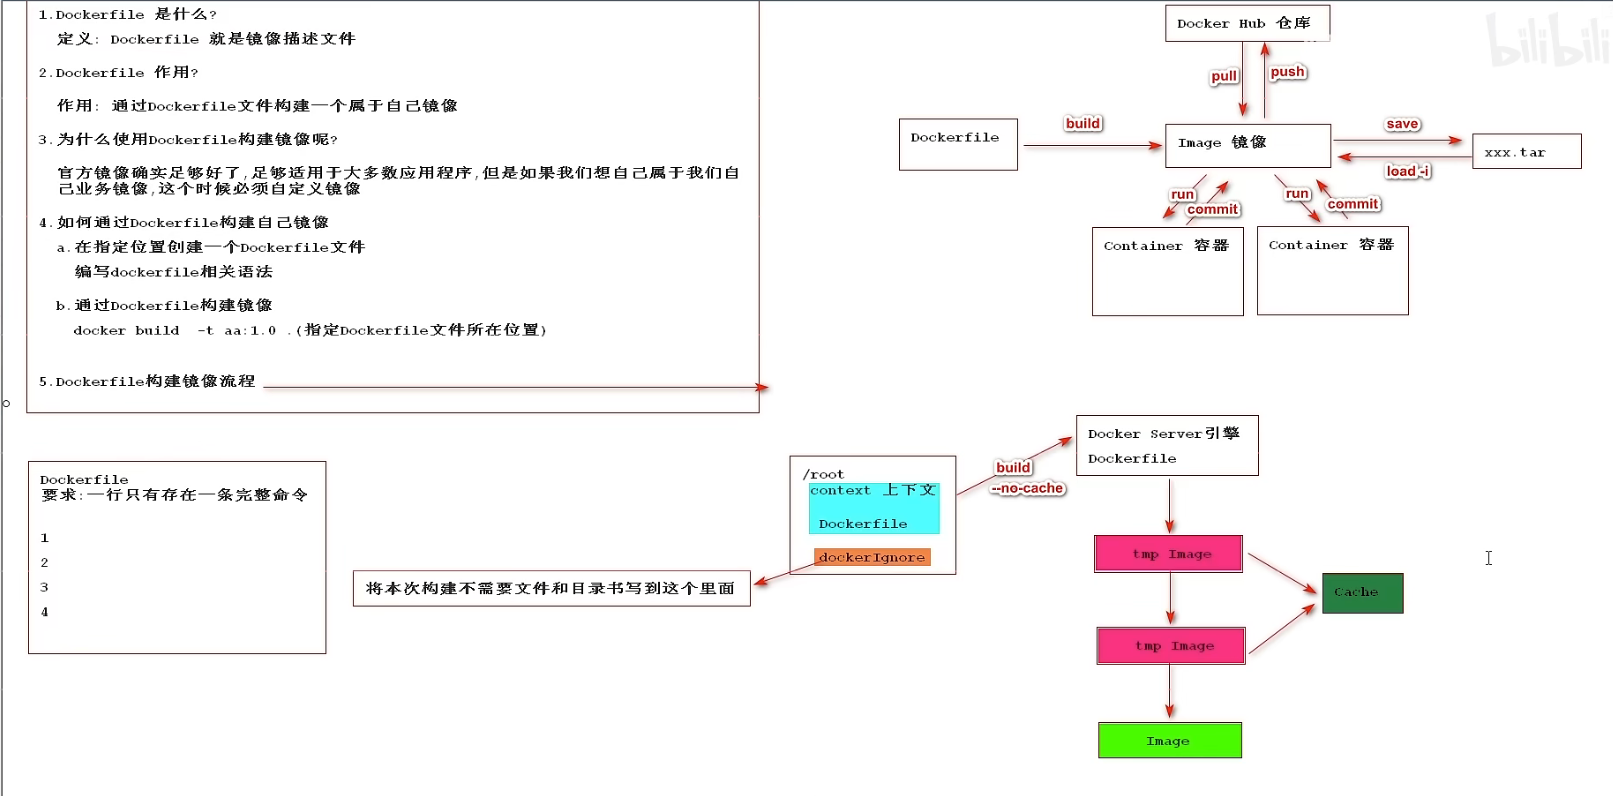 1.Dockerfile 是什么?
定义: Dockerfile 就是镜像描述文件
2.Dockerfile 作用?
作用: 通过Dockerfile文件构建一个属于自己镜像
3.为什么使用Dockerfile构建镜像呢?
官方镜像确实足够好了,足够适用于大多数应用程序,但是如果我们想自己属于我们自
己业务镜像,这个时候必须自定义镜像
4.如何通过Dockerfile构建自己镜像
a.在指定位置创建一个Dockerfile文件
编写dockerfile相关语法
b.通过Dockerfile构建镜像
docker build -t aa:1.0 .(指定Dockerfile文件所在位置)
5.Dockerfile构建镜像流程
Docker Hub 仓库
bilibili
pull
push
Dockerfile
build
Image 镜像
save
load -i
xxx.tar
run
commit
run
commit
Container 容器
Container 容器
Dockerfile
要求:一行只有存在一条完整命令
1
2
3
4
将本次构建不需要文件和目录书写到这个里面
/root
context 上下文
Dockerfile
dockerIgnore
build
--no-cache
Docker Server引擎
Dockerfile
tmp Image
Cache
tmp Image
Image